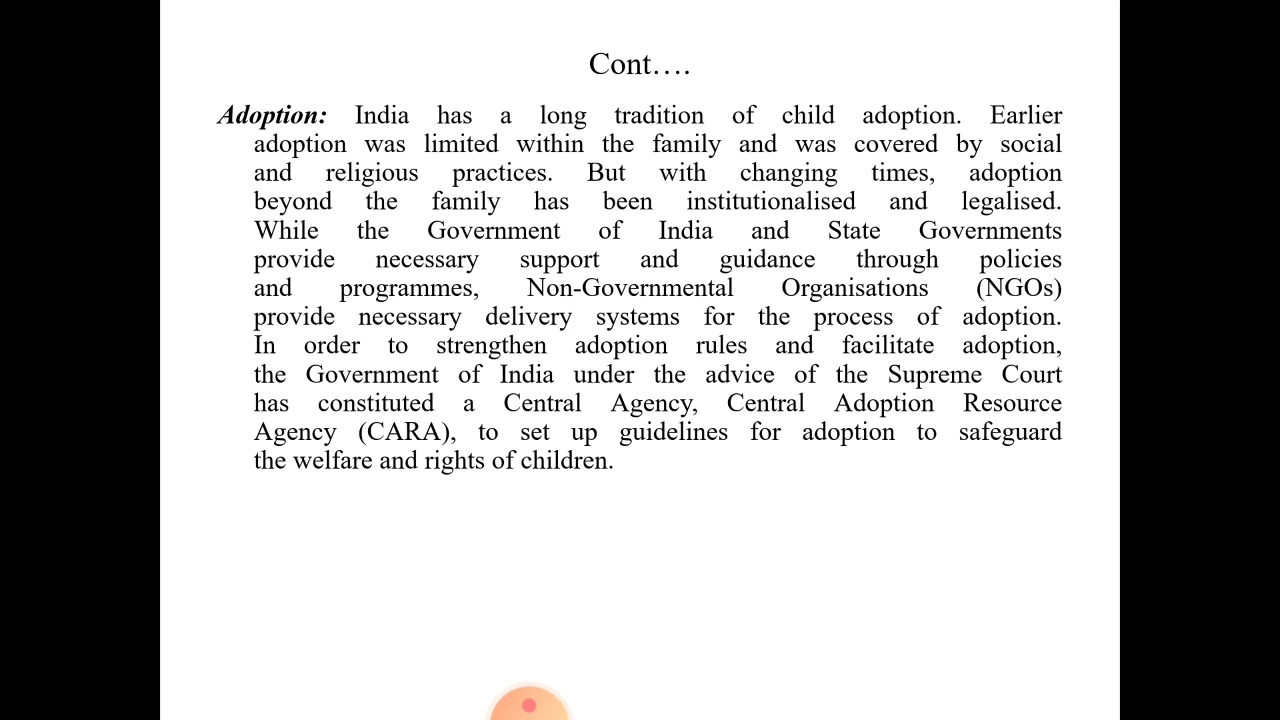 Cont….
Adoption: India has a long tradition of child adoption. Earlier
adoption was limited within the family and was covered by social
and religious practices. But with changing times, adoption
beyond the family has been institutionalised and legalised.
While the Government of India and State Governments
provide necessary support and guidance through policies
and programmes, Non-Governmental Organisations (NGOs)
provide necessary delivery systems for the process of adoption.
In order to strengthen adoption rules and facilitate adoption,
the Government of India under the advice of the Supreme Court
has constituted a Central Agency, Central Adoption Resource
Agency (CARA), to set up guidelines for adoption to safeguard
the welfare and rights of children.